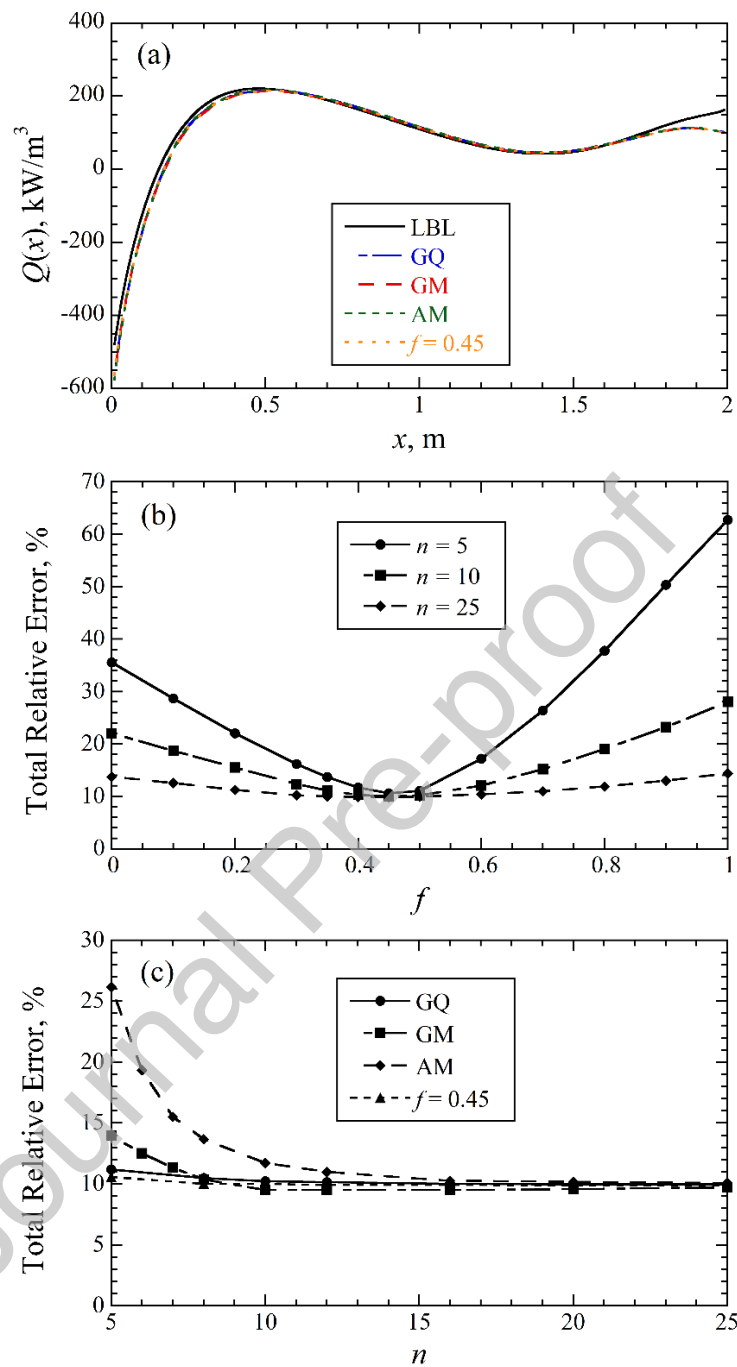 400
(a)
200
0
-200
-400
-600
Q(x), kW/m³
LBL
GQ
GM
AM
f = 0.45
0 0.5 1 1.5 2
x, m
70
(b)
60
50
40
30
20
10
0
Total Relative Error, %
n = 5
n = 10
n = 25
0 0.2 0.4 0.6 0.8 1
f
30
(c)
25
20
15
10
5
0
Total Relative Error, %
GQ
GM
AM
f = 0.45
5 10 15 20 25
n
Journal Pre-proof